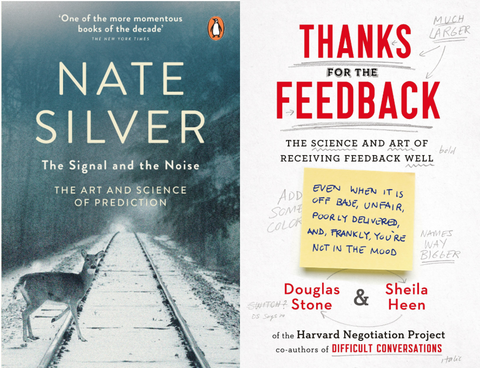 'One of the more momentous
books of the decade'
THE NEW YORK TIMES
NATE
SILVER
The Signal and the Noise
THE ART AND SCIENCE
OF PREDICTION
MUCH
LARGER
THANKS
FOR THE
FEEDBACK
THE SCIENCE AND ART OF
RECEIVING FEEDBACK WELL
bold
ADD
SOME
COLOR
EVEN WHEN IT IS
OFF BASE, UNFAIR,
POORLY DELIVERED,
AND, FRANKLY, YOU'RE
NOT IN THE MOOD
NAMES
WAY
BIGGER
Douglas
Stone
&
Sheila
Heen
SWITCH?
of the Harvard Negotiation Project
co-authors of DIFFICULT CONVERSATIONS
italic